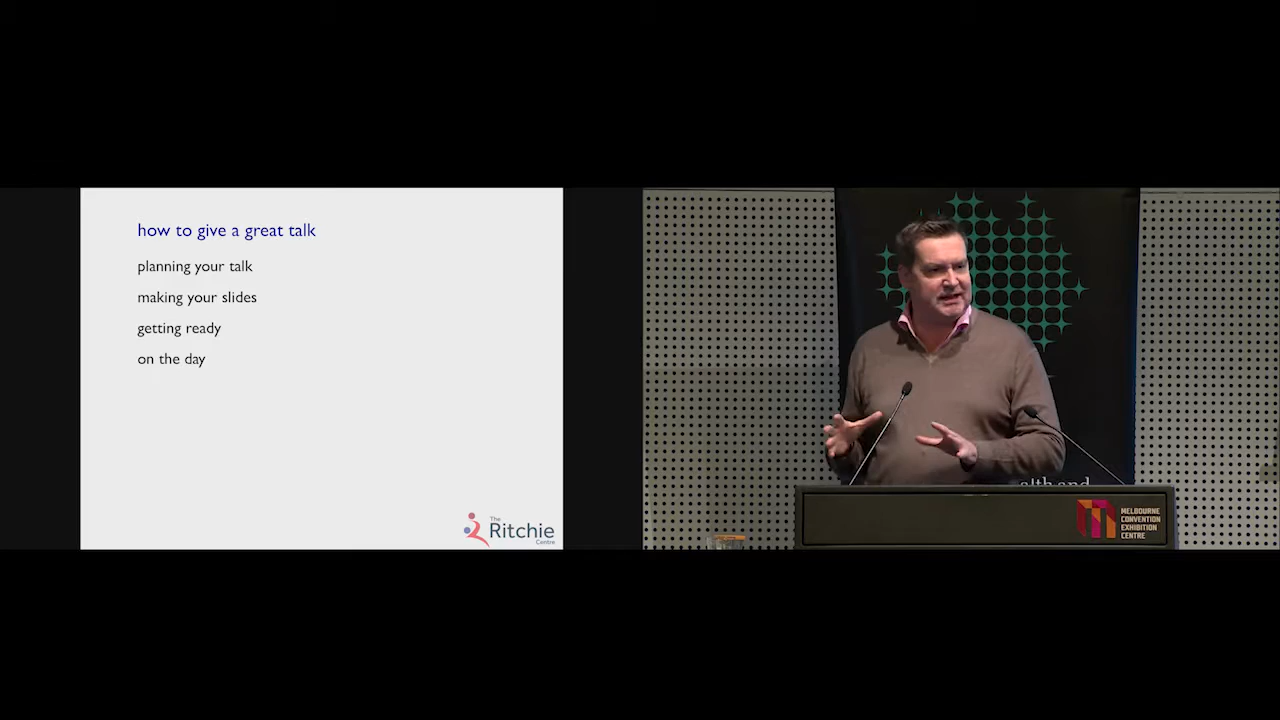 how to give a great talk
planning your talk
making your slides
getting ready
on the day
The
Ritchie
Centre
MELBOURNE
CONVENTION
EXHIBITION
CENTRE